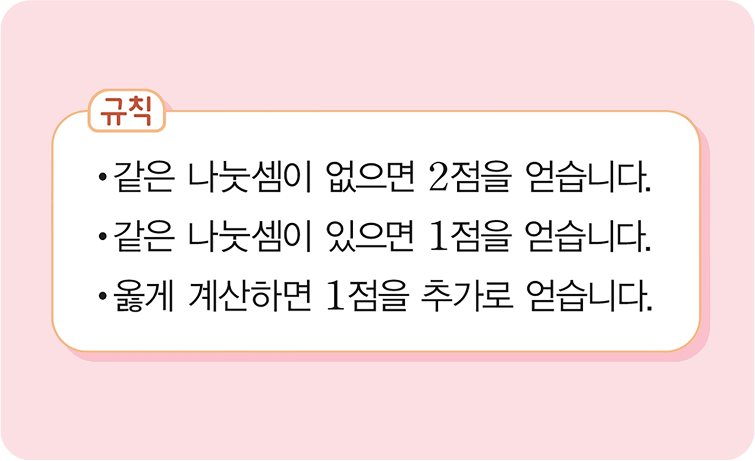 규칙
•같은 나눗셈이 없으면 2점을 얻습니다.
•같은 나눗셈이 있으면 1점을 얻습니다.
•옳게 계산하면 1점을 추가로 얻습니다.